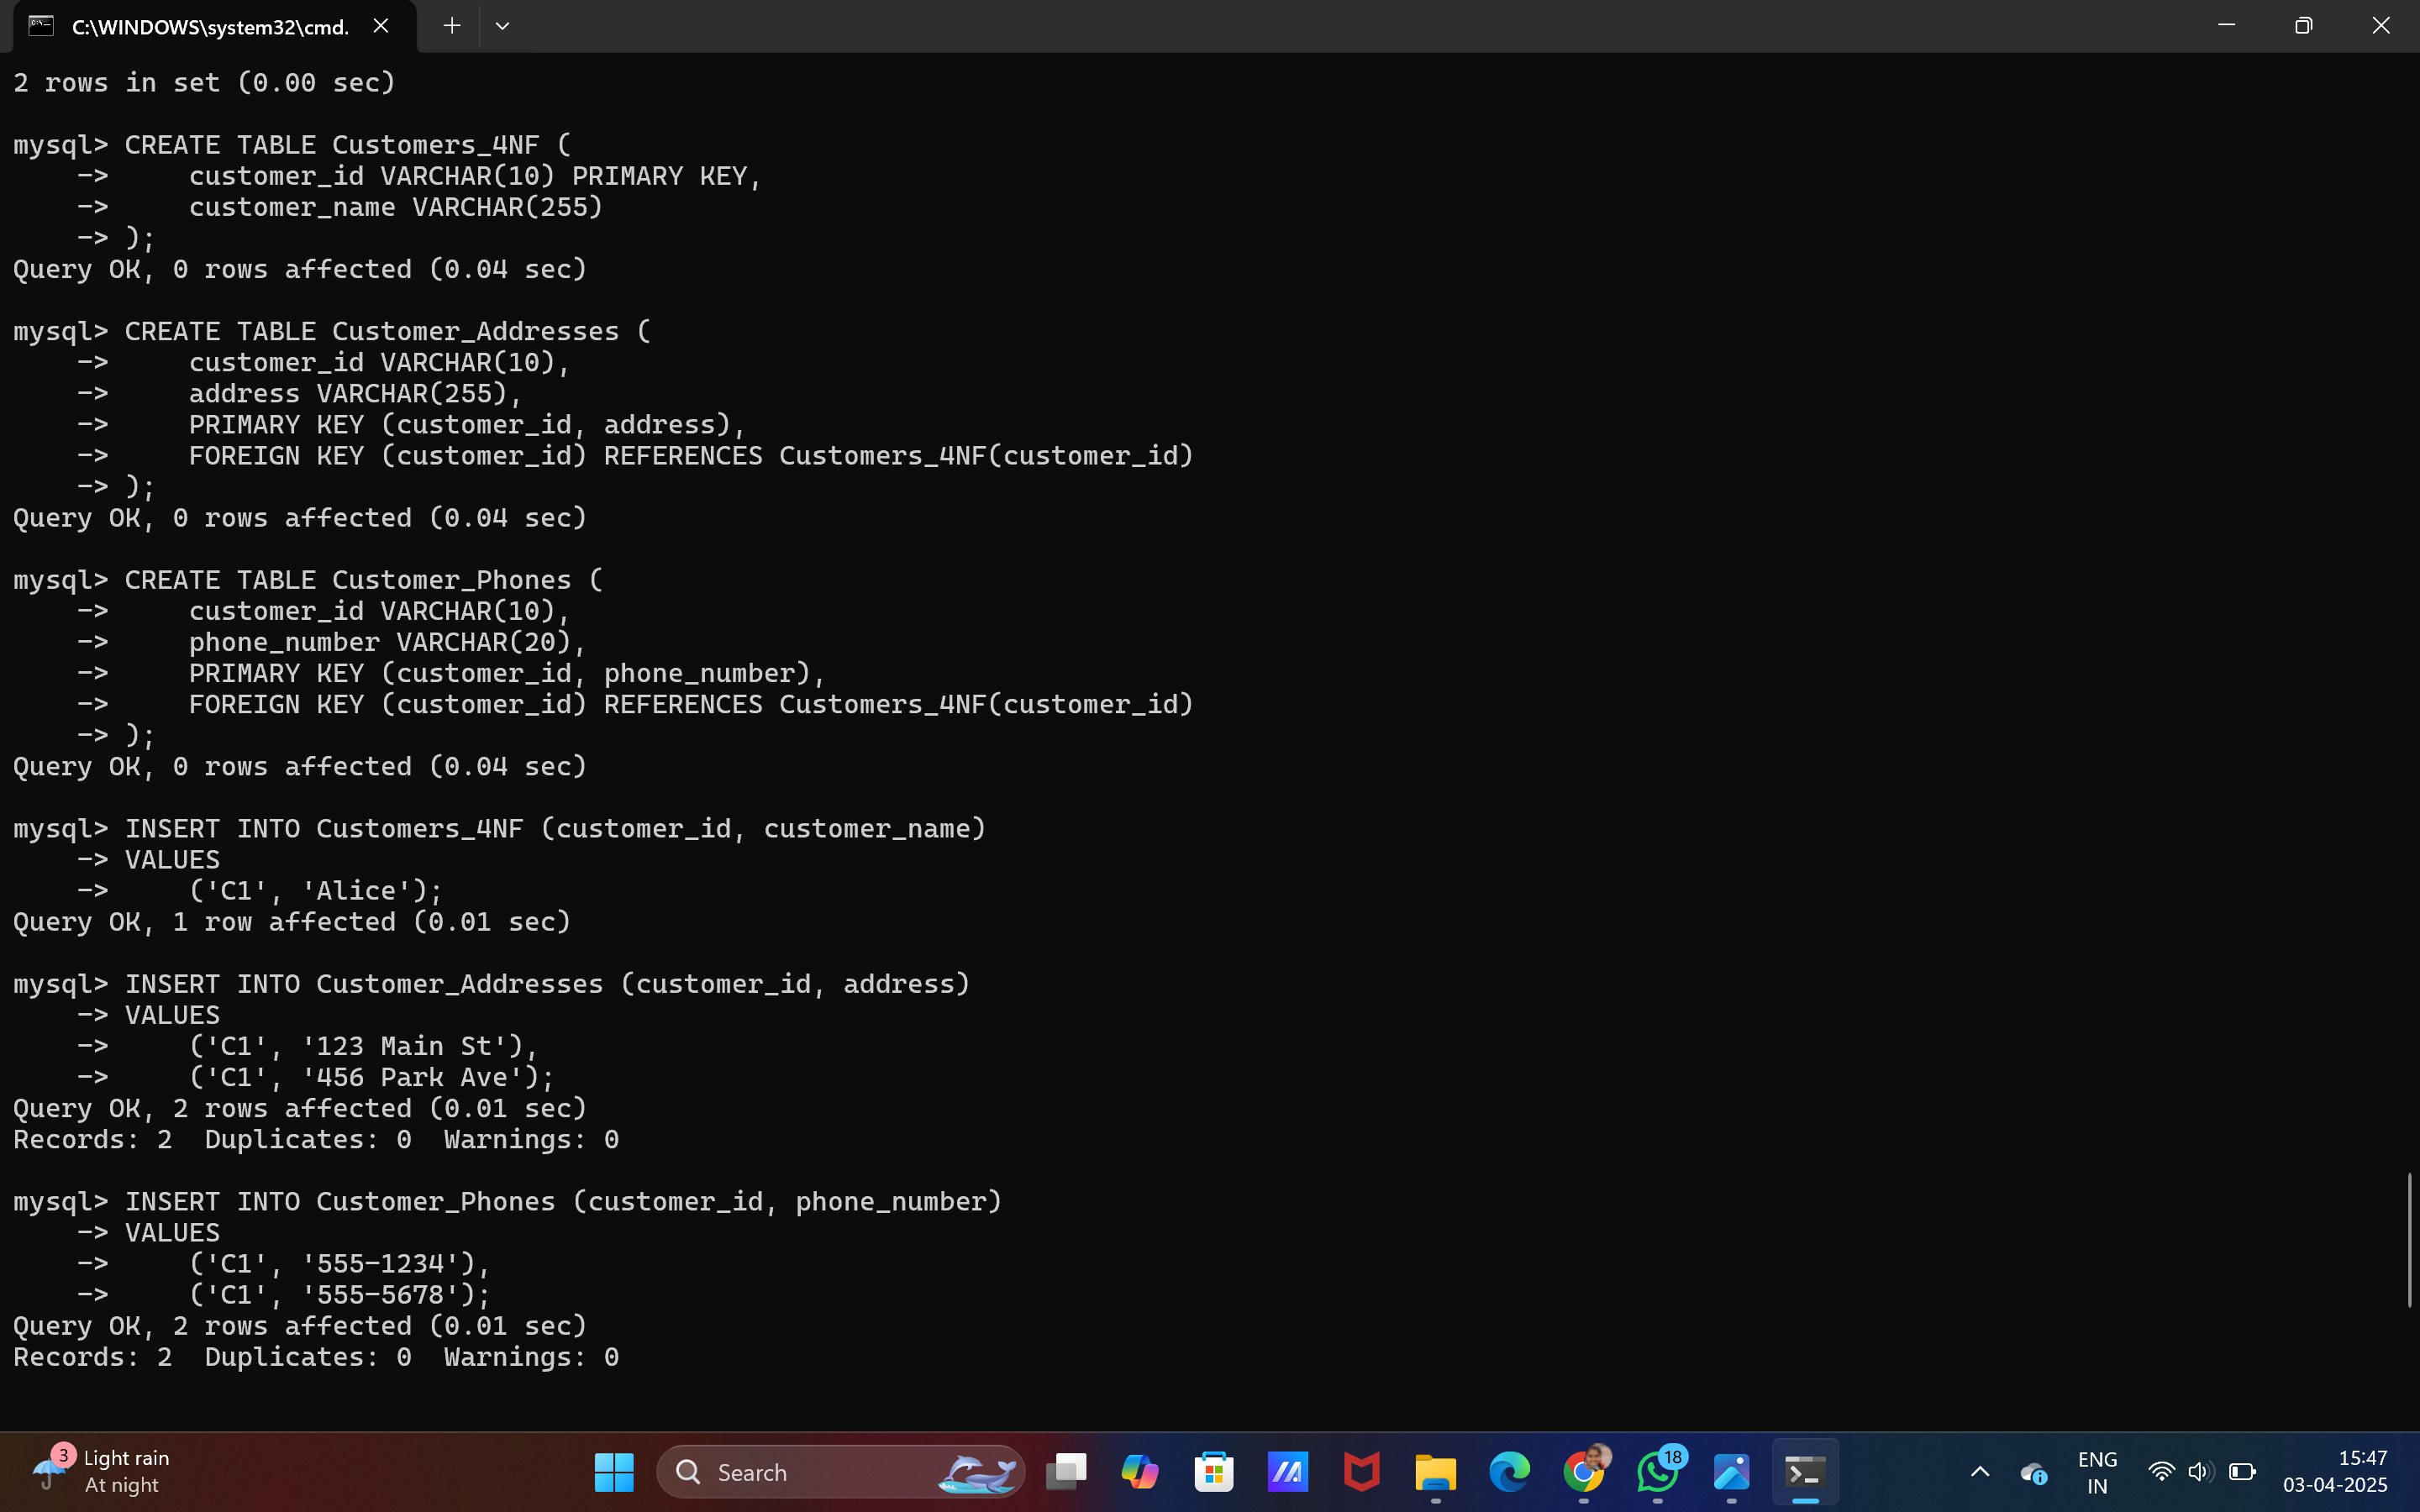 C:\WINDOWS\system32\cmd.
2 rows in set (0.00 sec)
mysql> CREATE TABLE Customers_4NF (
    ->     customer_id VARCHAR(10) PRIMARY KEY,
    ->     customer_name VARCHAR(255)
    -> );
Query OK, 0 rows affected (0.04 sec)
mysql> CREATE TABLE Customer_Addresses (
    ->     customer_id VARCHAR(10),
    ->     address VARCHAR(255),
    ->     PRIMARY KEY (customer_id, address),
    ->     FOREIGN KEY (customer_id) REFERENCES Customers_4NF(customer_id)
    -> );
Query OK, 0 rows affected (0.04 sec)
mysql> CREATE TABLE Customer_Phones (
    ->     customer_id VARCHAR(10),
    ->     phone_number VARCHAR(20),
    ->     PRIMARY KEY (customer_id, phone_number),
    ->     FOREIGN KEY (customer_id) REFERENCES Customers_4NF(customer_id)
    -> );
Query OK, 0 rows affected (0.04 sec)
mysql> INSERT INTO Customers_4NF (customer_id, customer_name)
    -> VALUES
    ->     ('C1', 'Alice');
Query OK, 1 row affected (0.01 sec)
mysql> INSERT INTO Customer_Addresses (customer_id, address)
    -> VALUES
    ->     ('C1', '123 Main St'),
    ->     ('C1', '456 Park Ave');
Query OK, 2 rows affected (0.01 sec)
Records: 2  Duplicates: 0  Warnings: 0
mysql> INSERT INTO Customer_Phones (customer_id, phone_number)
    -> VALUES
    ->     ('C1', '555-1234'),
    ->     ('C1', '555-5678');
Query OK, 2 rows affected (0.01 sec)
Records: 2  Duplicates: 0  Warnings: 0
3
Light rain
At night
Search
18
ENG
IN
15:47
03-04-2025